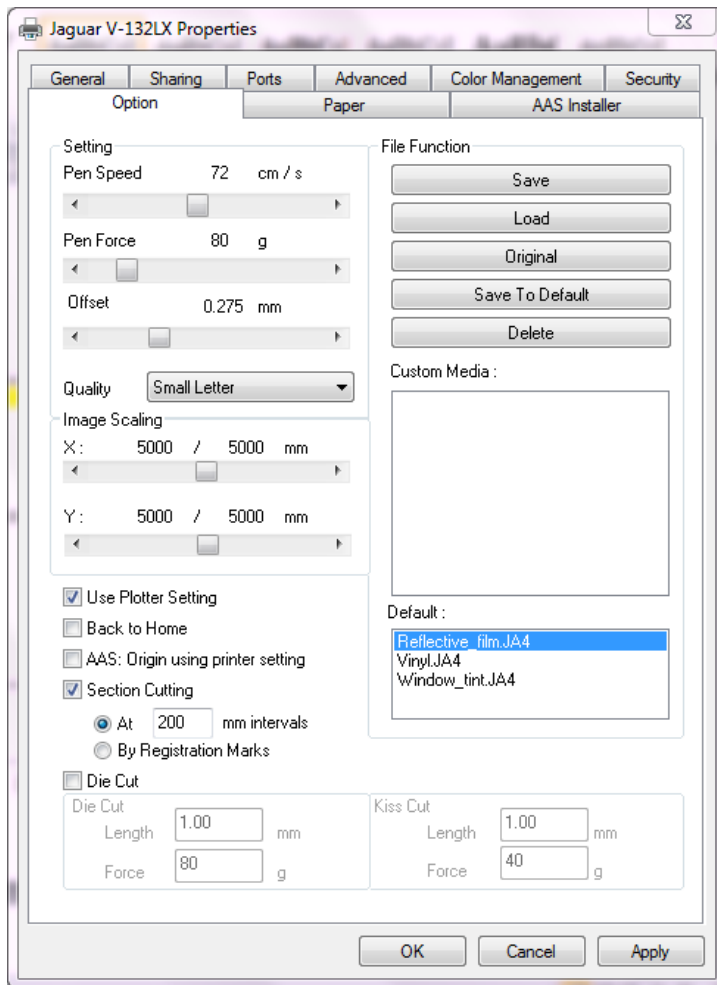 Jaguar V-132LX Properties
General Sharing Ports Advanced Color Management Security
Option Paper AAS Installer
Setting
Pen Speed 72 cm / s
Pen Force 80 g
Offset 0.275 mm
Quality Small Letter
Image Scaling
X : 5000 / 5000 mm
Y : 5000 / 5000 mm
Use Plotter Setting
Back to Home
AAS: Origin using printer setting
Section Cutting
At 200 mm intervals
By Registration Marks
Die Cut
Die Cut
Length 1.00 mm
Force 80 g
File Function
Save
Load
Original
Save To Default
Delete
Custom Media :
Default :
Reflective_film.JA4
Vinyl.JA4
Window_tint.JA4
Kiss Cut
Length 1.00 mm
Force 40 g
OK Cancel Apply